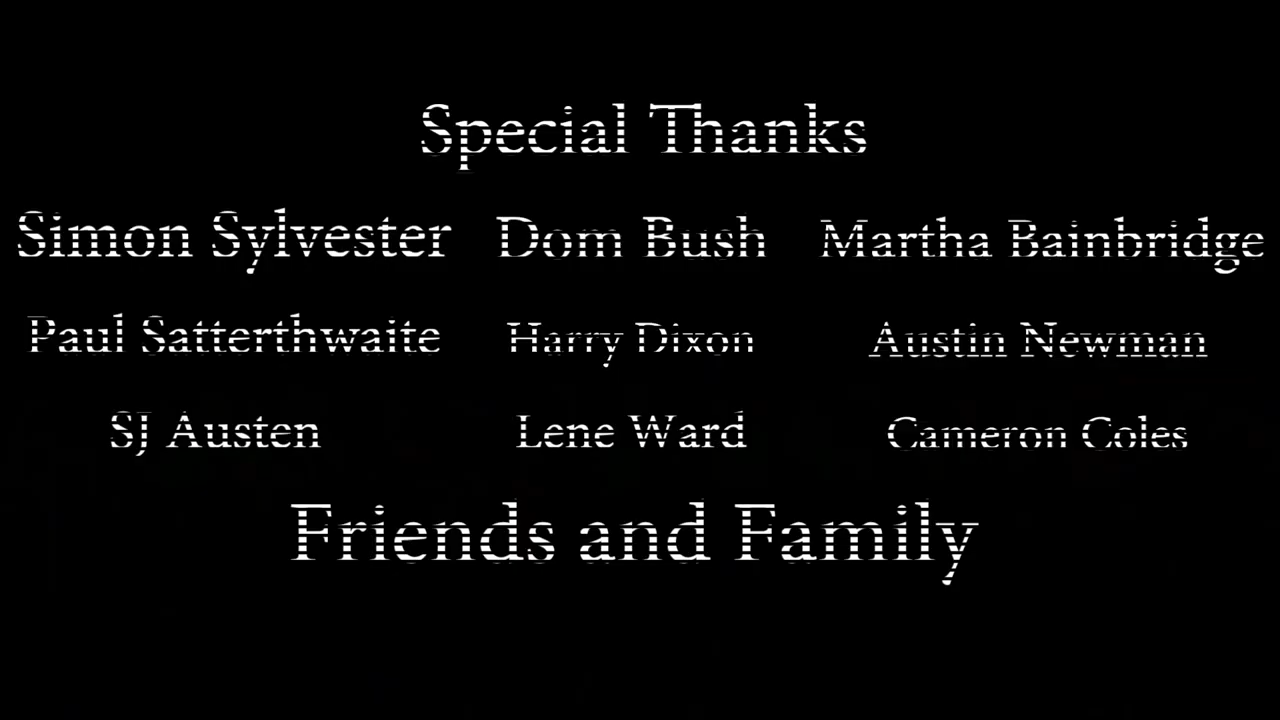 Special Thanks
Simon Sylvester Dom Bush Martha Bainbridge
Paul Satterthwaite Harry Dixon Austin Newman
SJ Austen Lene Ward Cameron Coles
Friends and Family